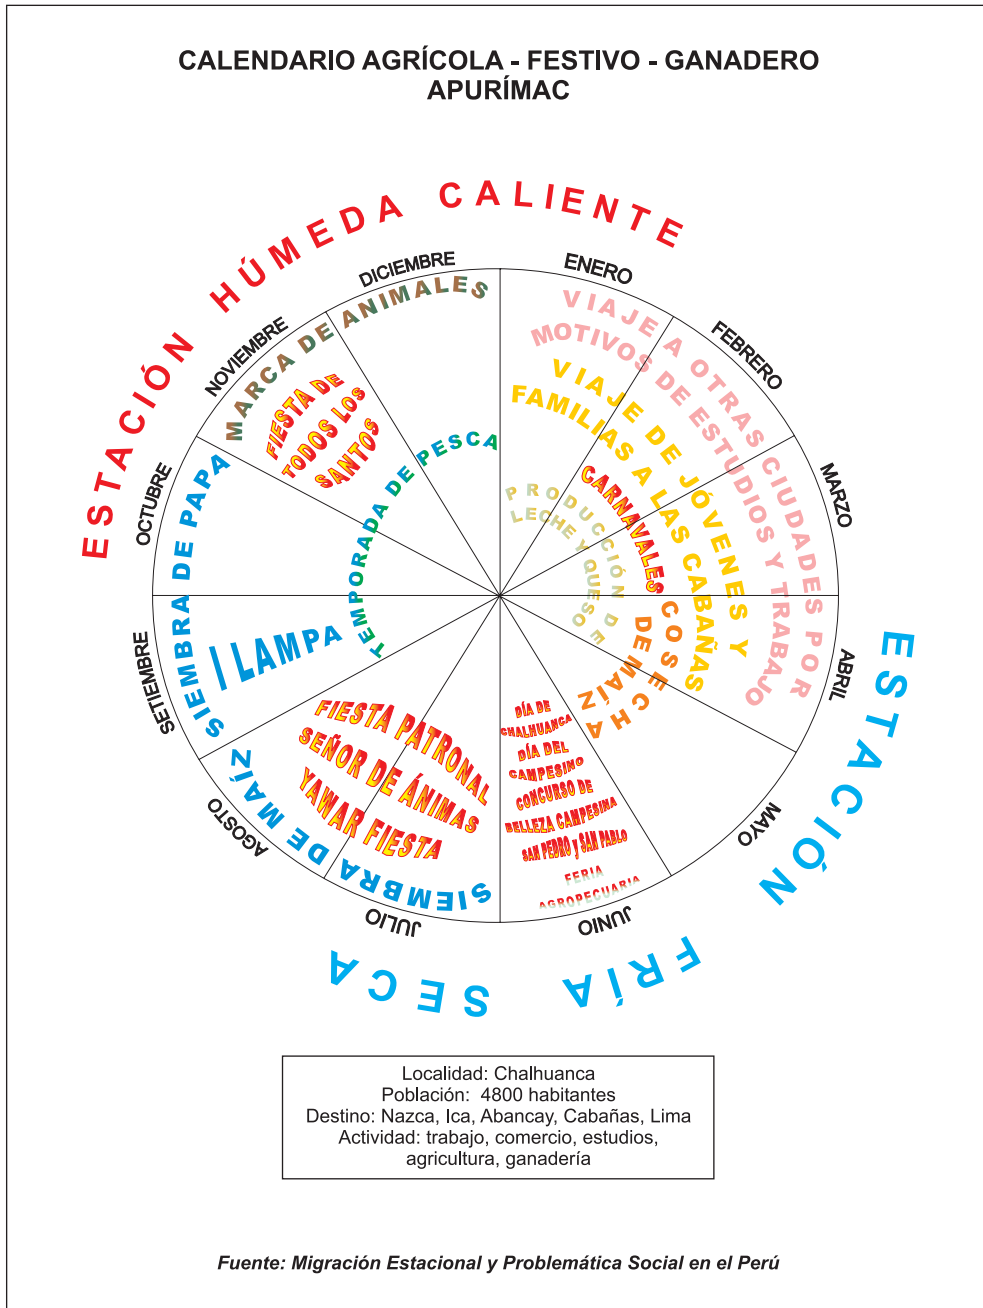 CALENDARIO AGRÍCOLA - FESTIVO - GANADERO
APURÍMAC
ESTACIÓN HÚMEDA CALIENTE
ENERO
FEBRERO
MARZO
ABRIL
MAYO
JUNIO
JULIO
AGOSTO
SETIEMBRE
OCTUBRE
NOVIEMBRE
DICIEMBRE
MARCA DE ANIMALES
FIESTA DE
TODOS LOS
SANTOS
TEMPORADA DE PESCA
VIAJE A OTRAS CIUDADES POR
MOTIVOS DE ESTUDIOS Y TRABAJO
VIAJE DE JÓVENES Y
FAMILIAS A LAS CABAÑAS
CARNAVALES
PRODUCCIÓN DE
LECHE Y QUESO
COSECHA
DE MAÍZ
SIEMBRA DE PAPA
I LAMPA
SIEMBRA DE MAÍZ
FIESTA PATRONAL
SEÑOR DE ÁNIMAS
YAWAR FIESTA
DÍA DE
CHALHUANCA
DÍA DEL
CAMPESINO
CONCURSO DE
BELLEZA CAMPESINA
SAN PEDRO y SAN PABLO
FERIA
AGROPECUARIA
ESTACIÓN FRÍA SECA
Localidad: Chalhuanca
Población: 4800 habitantes
Destino: Nazca, Ica, Abancay, Cabañas, Lima
Actividad: trabajo, comercio, estudios,
agricultura, ganadería
Fuente: Migración Estacional y Problemática Social en el Perú